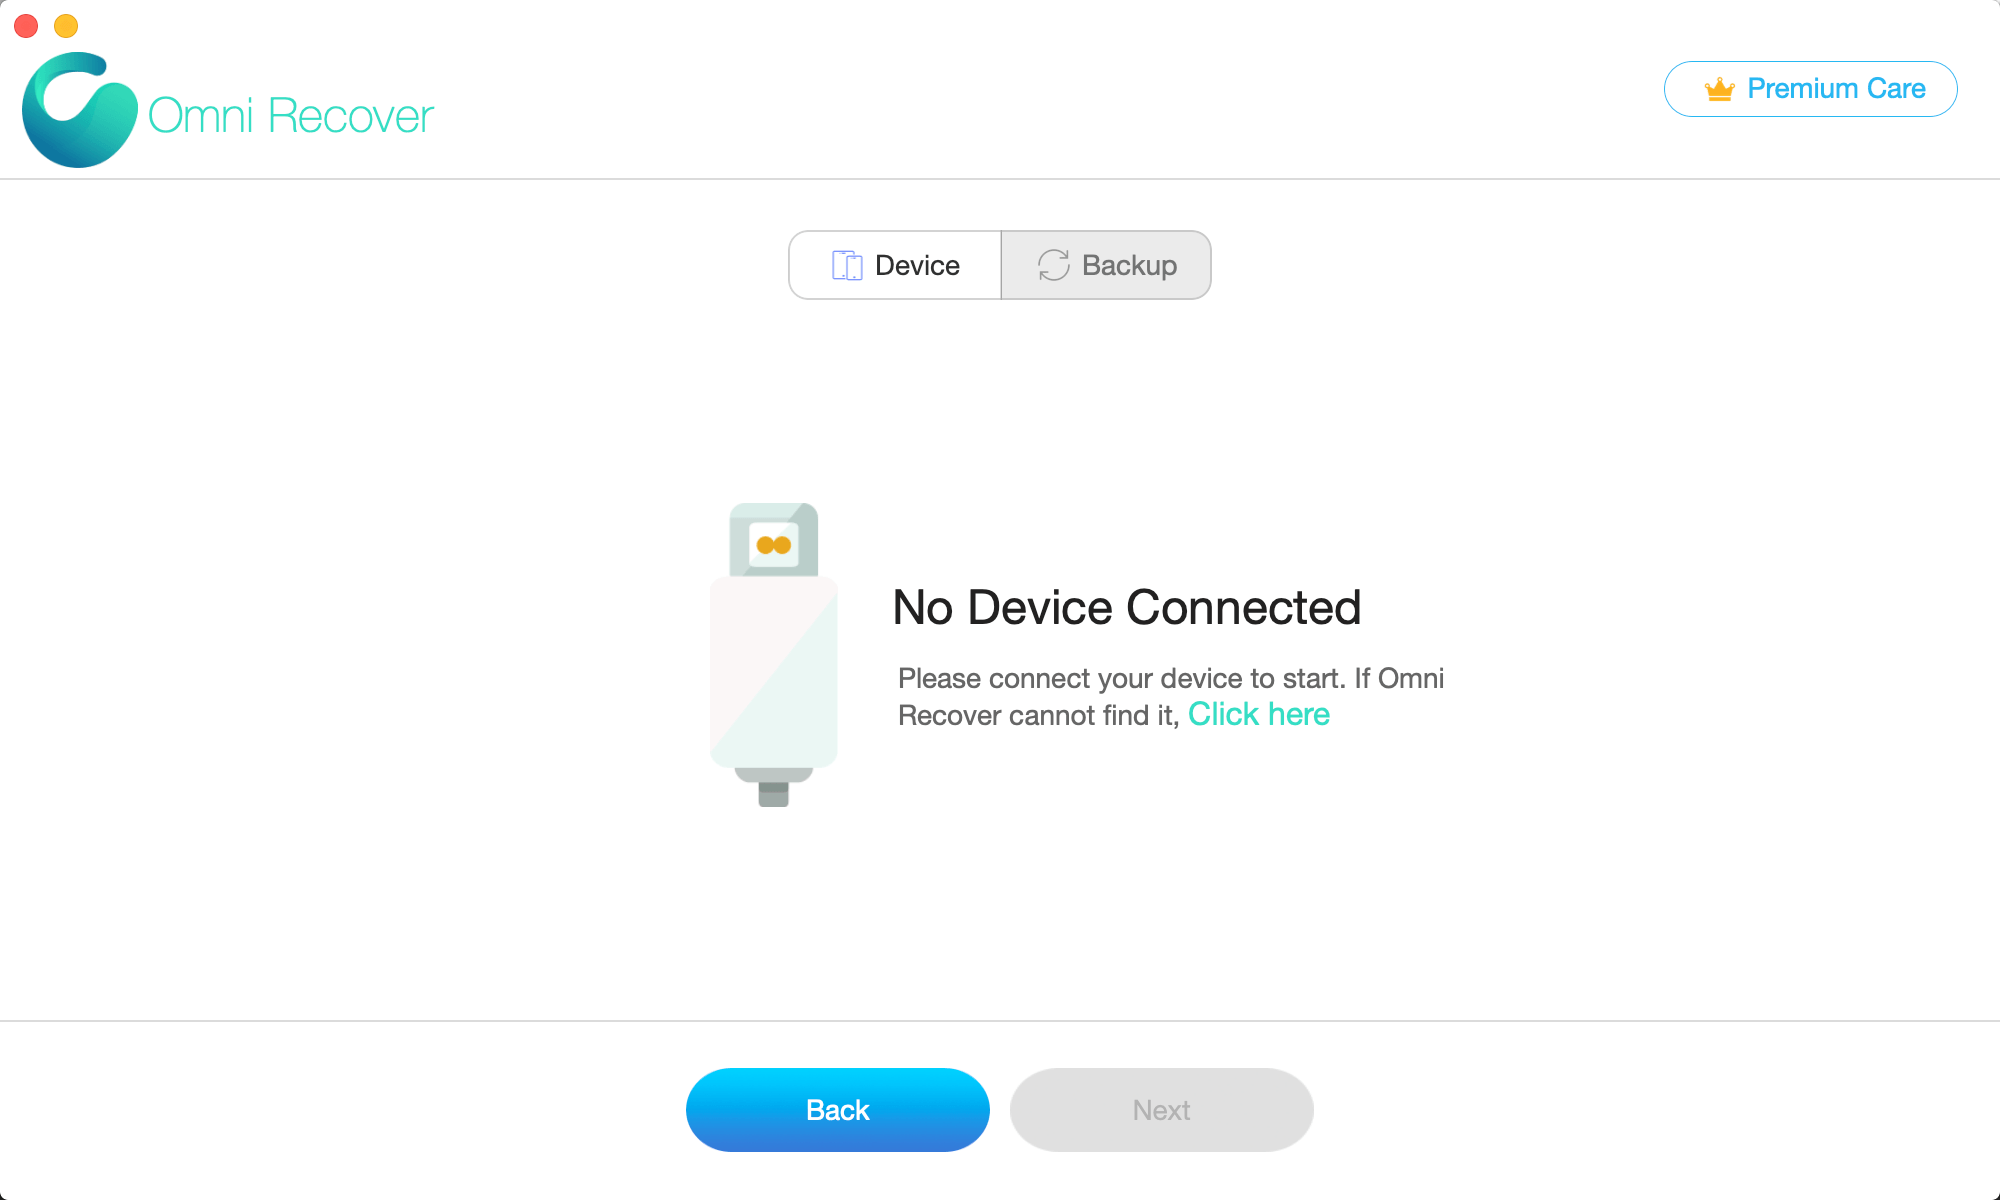 Omni Recover
Premium Care
Device
Backup
No Device Connected
Please connect your device to start. If Omni
Recover cannot find it, Click here
Back
Next